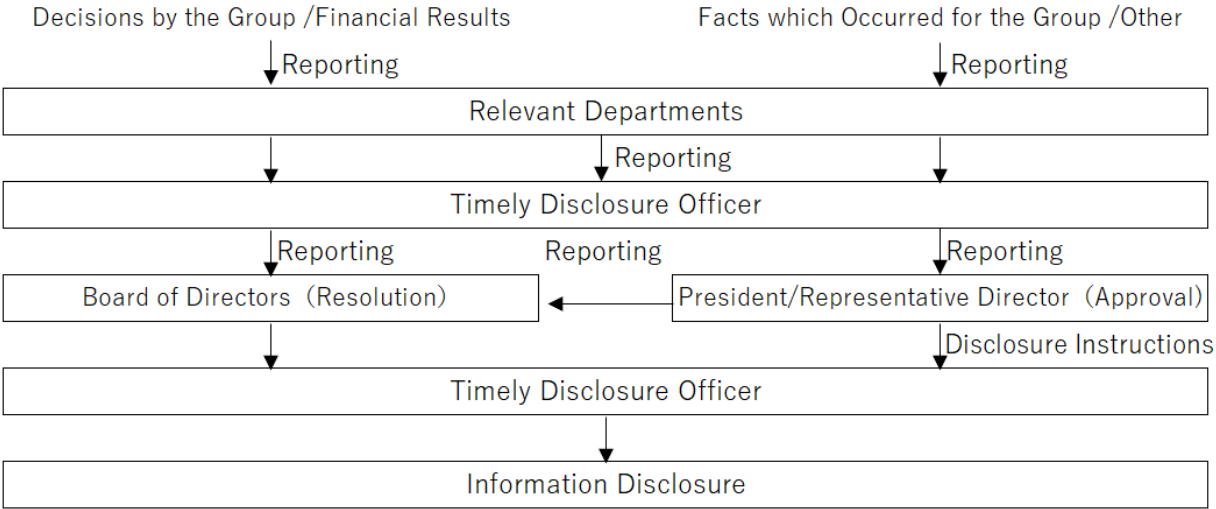 Decisions by the Group /Financial Results
Facts which Occurred for the Group /Other
Reporting
Reporting
Relevant Departments
Reporting
Timely Disclosure Officer
Reporting
Reporting
Reporting
Board of Directors（Resolution）
President/Representative Director（Approval）
Disclosure Instructions
Timely Disclosure Officer
Information Disclosure